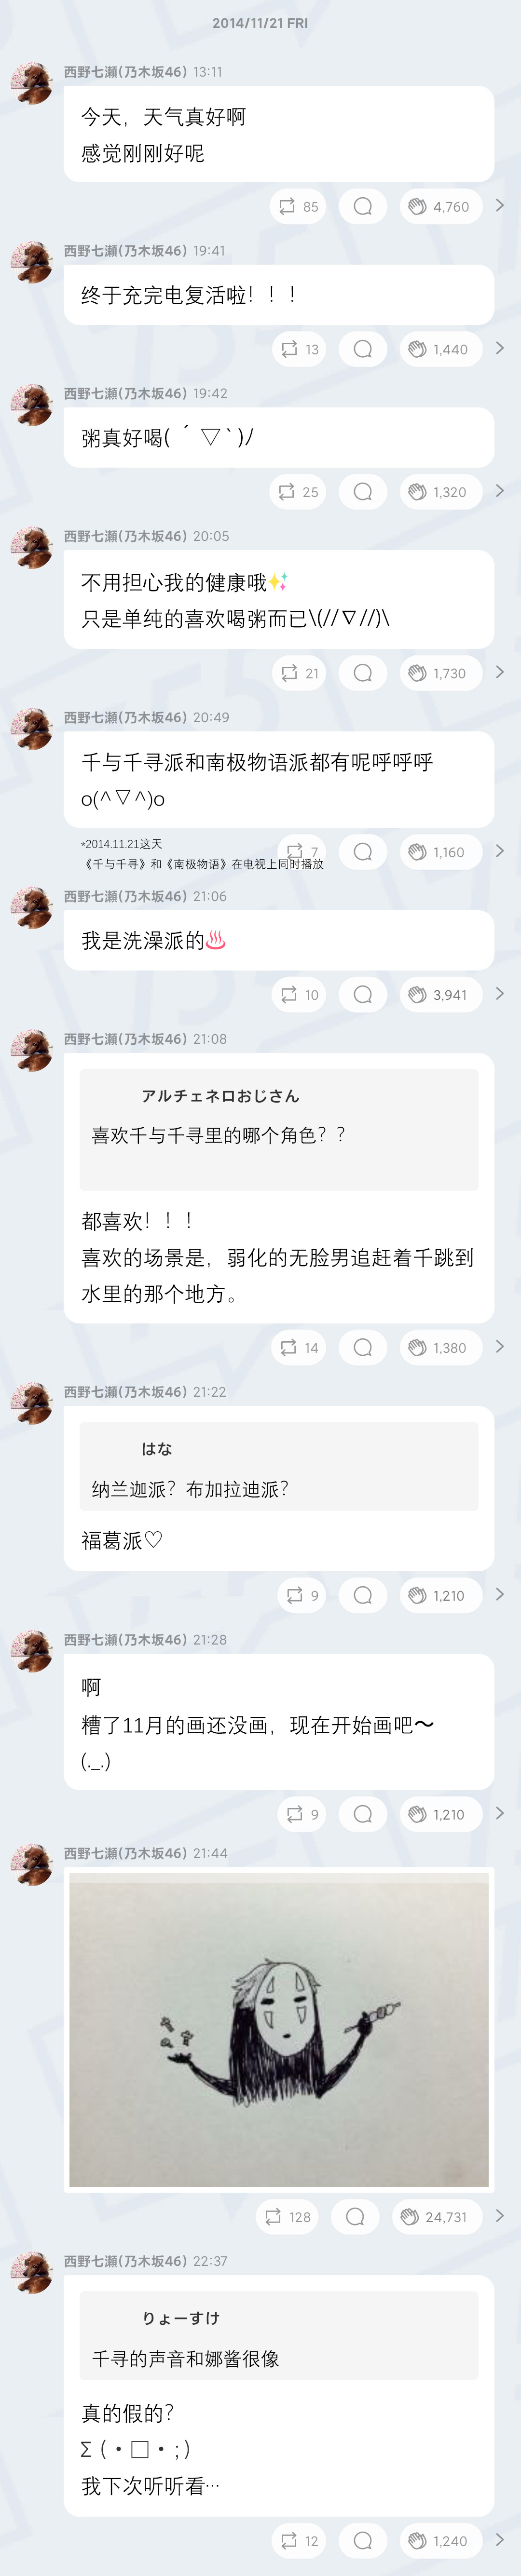 2014/11/21 FRI
西野七瀬(乃木坂46) 13:11
今天，天气真好啊
感觉刚刚好呢
85
4,760
西野七瀬(乃木坂46) 19:41
终于充完电复活啦！！！
13
1,440
西野七瀬(乃木坂46) 19:42
粥真好喝( ´ ▽ ` )ﾉ
25
1,320
西野七瀬(乃木坂46) 20:05
不用担心我的健康哦✨
只是单纯的喜欢喝粥而已\(//∇//)\
21
1,730
西野七瀬(乃木坂46) 20:49
千与千寻派和南极物语派都有呢呼呼呼
o(^▽^)o
7
1,160
*2014.11.21这天
《千与千寻》和《南极物语》在电视上同时播放
西野七瀬(乃木坂46) 21:06
我是洗澡派的♨
10
3,941
西野七瀬(乃木坂46) 21:08
アルチェネロおじさん
喜欢千与千寻里的哪个角色？？
都喜欢！！！
喜欢的场景是，弱化的无脸男追赶着千跳到
水里的那个地方。
14
1,380
西野七瀬(乃木坂46) 21:22
はな
纳兰迦派？布加拉迪派？
福葛派♡
9
1,210
西野七瀬(乃木坂46) 21:28
啊
糟了11月的画还没画，现在开始画吧〜
(._.)
9
1,210
西野七瀬(乃木坂46) 21:44
128
24,731
西野七瀬(乃木坂46) 22:37
りょーすけ
千寻的声音和娜酱很像
真的假的？
Σ (・□・;)
我下次听听看…
12
1,240